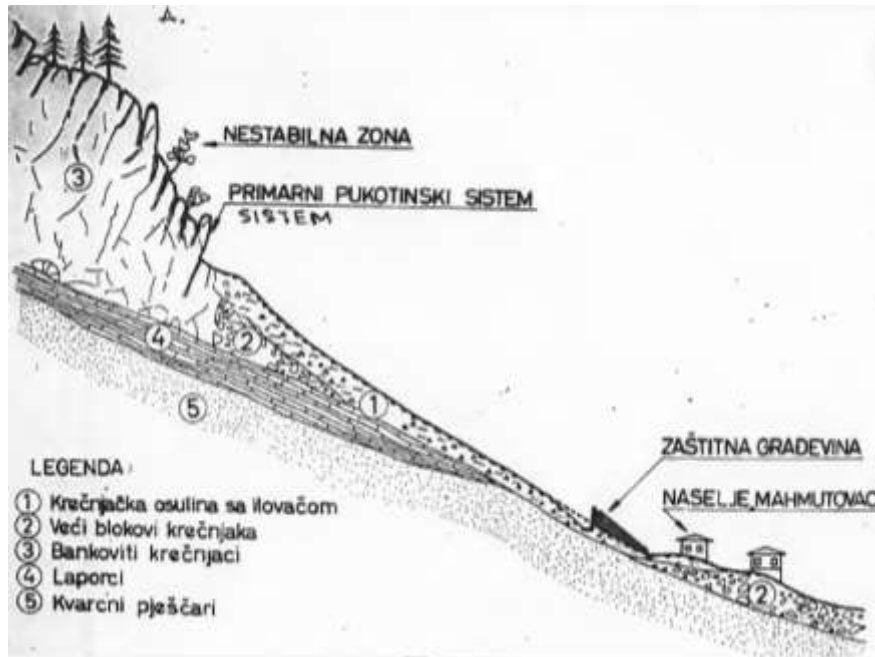 NESTABILNA ZONA
PRIMARNI PUKOTINSKI SISTEM
SISTEM
3
4
2
1
5
ZAŠTITNA GRAĐEVINA
NASELJE MAHMUTOVAC
2
LEGENDA:
1 Krečnjačka osulina sa ilovačom
2 Veći blokovi krečnjaka
3 Bankoviti krečnjaci
4 Laporci
5 Kvarcni pješčari